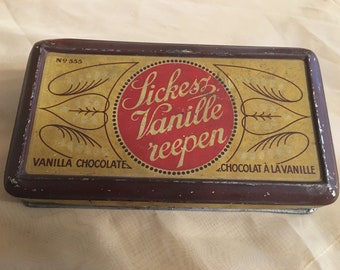 No 555
Sickesz
Vanille
reepen
VANILLA CHOCOLATE
CHOCOLAT À LA VANILLE